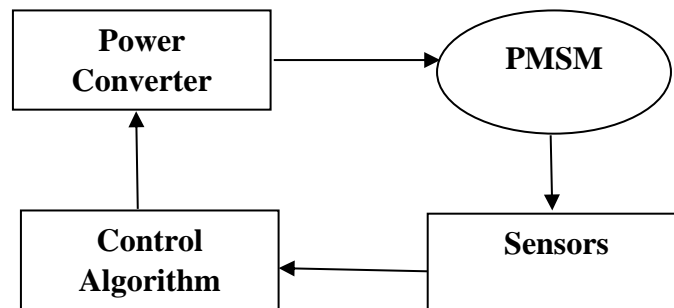 Power
Converter
PMSM
Control
Algorithm
Sensors